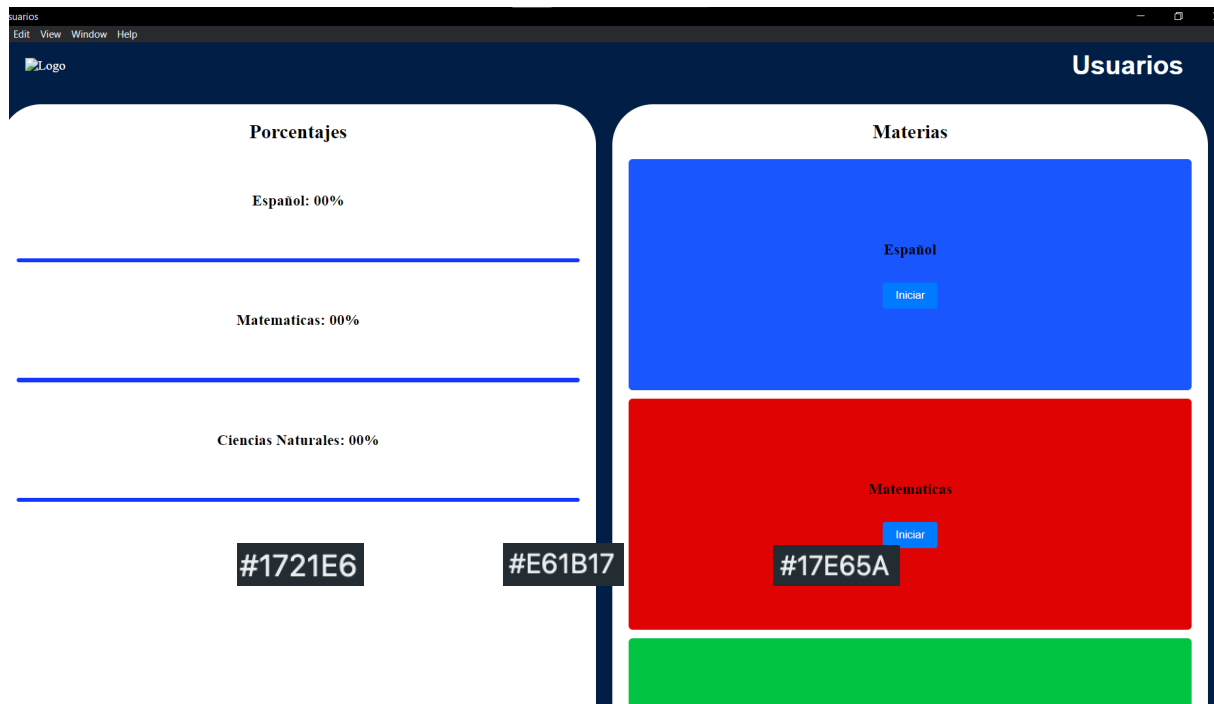 suarios
Edit View Window Help
Logo
Usuarios
Porcentajes
Español: 00%
Matematicas: 00%
Ciencias Naturales: 00%
Materias
Español
Iniciar
Matematicas
Iniciar
#1721E6
#E61B17
#17E65A